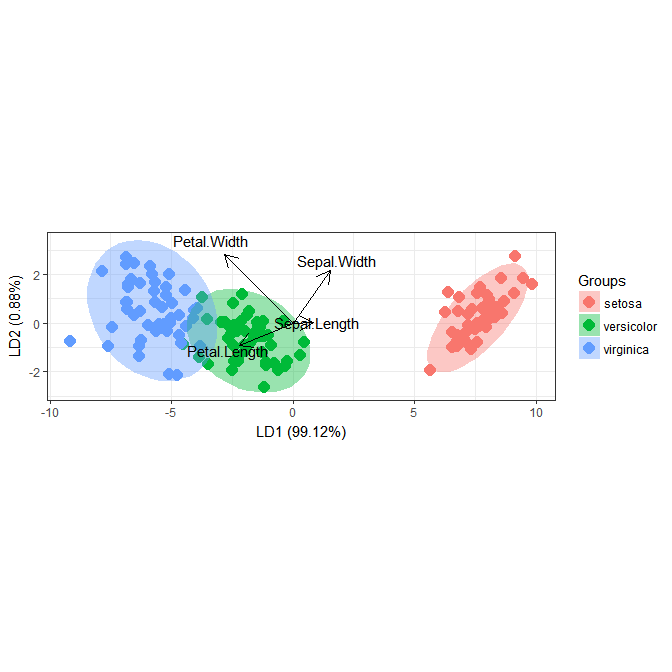 Petal.Width
Sepal.Width
Sepal.Length
Petal.Length
2
0
-2
LD2 (0.88%)
-10
-5
0
5
10
LD1 (99.12%)
Groups
setosa
versicolor
virginica